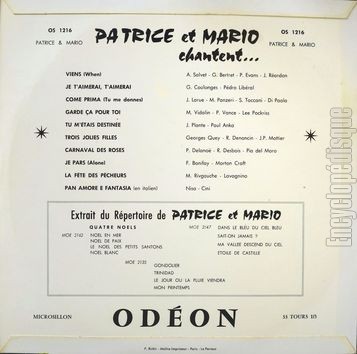 OS 1216 PATRICE et MARIO OS 1216
PATRICE & MARIO chantent... PATRICE & MARIO
VIENS (When) A. Salvet - G. Bertret - P. Evans - J. Réardon
JE T'AIMERAI, T'AIMERAI G. Coulonges - Pédro Libéral
COME PRIMA (Tu me donnes) J. Larue - M. Panzeri - S. Taccani - Di Paola
GARDE ÇA POUR TOI M. Vidalin - P. Vance - Lee Pockriss
TU M'ÉTAIS DESTINÉE J. Plante - Paul Anka
TROIS JOLIES FILLES Georges Quey - R. Denoncin - J.P. Mottier
CARNAVAL DES ROSES P. Delanoë - R. Desbois - Pia del Moro
JE PARS (Alone) F. Bonifay - Morton Craft
LA FÊTE DES PÊCHEURS M. Rivgauche - Lavagnino
PAN AMORE E FANTASIA (en italien) Nisa - Cini
Extrait du Répertoire de PATRICE et MARIO
QUATRE NOELS
MOE 2162 NOEL EN MER
NOEL DE PAIX
LE NOEL DES PETITS SANTONS
NOEL BLANC
MOE 2147 DANS LE BLEU DU CIEL BLEU
SAIT-ON JAMAIS ?
MA VALLEE DESCEND DU CIEL
ETOILE DE CASTILLE
MOE 2135 GONDOLIER
TRINIDAD
LE JOUR OU LA PLUIE VIENDRA
MON PRINTEMPS
MICROSILLON ODÉON 33 TOURS 1/3
Encyclopédisque